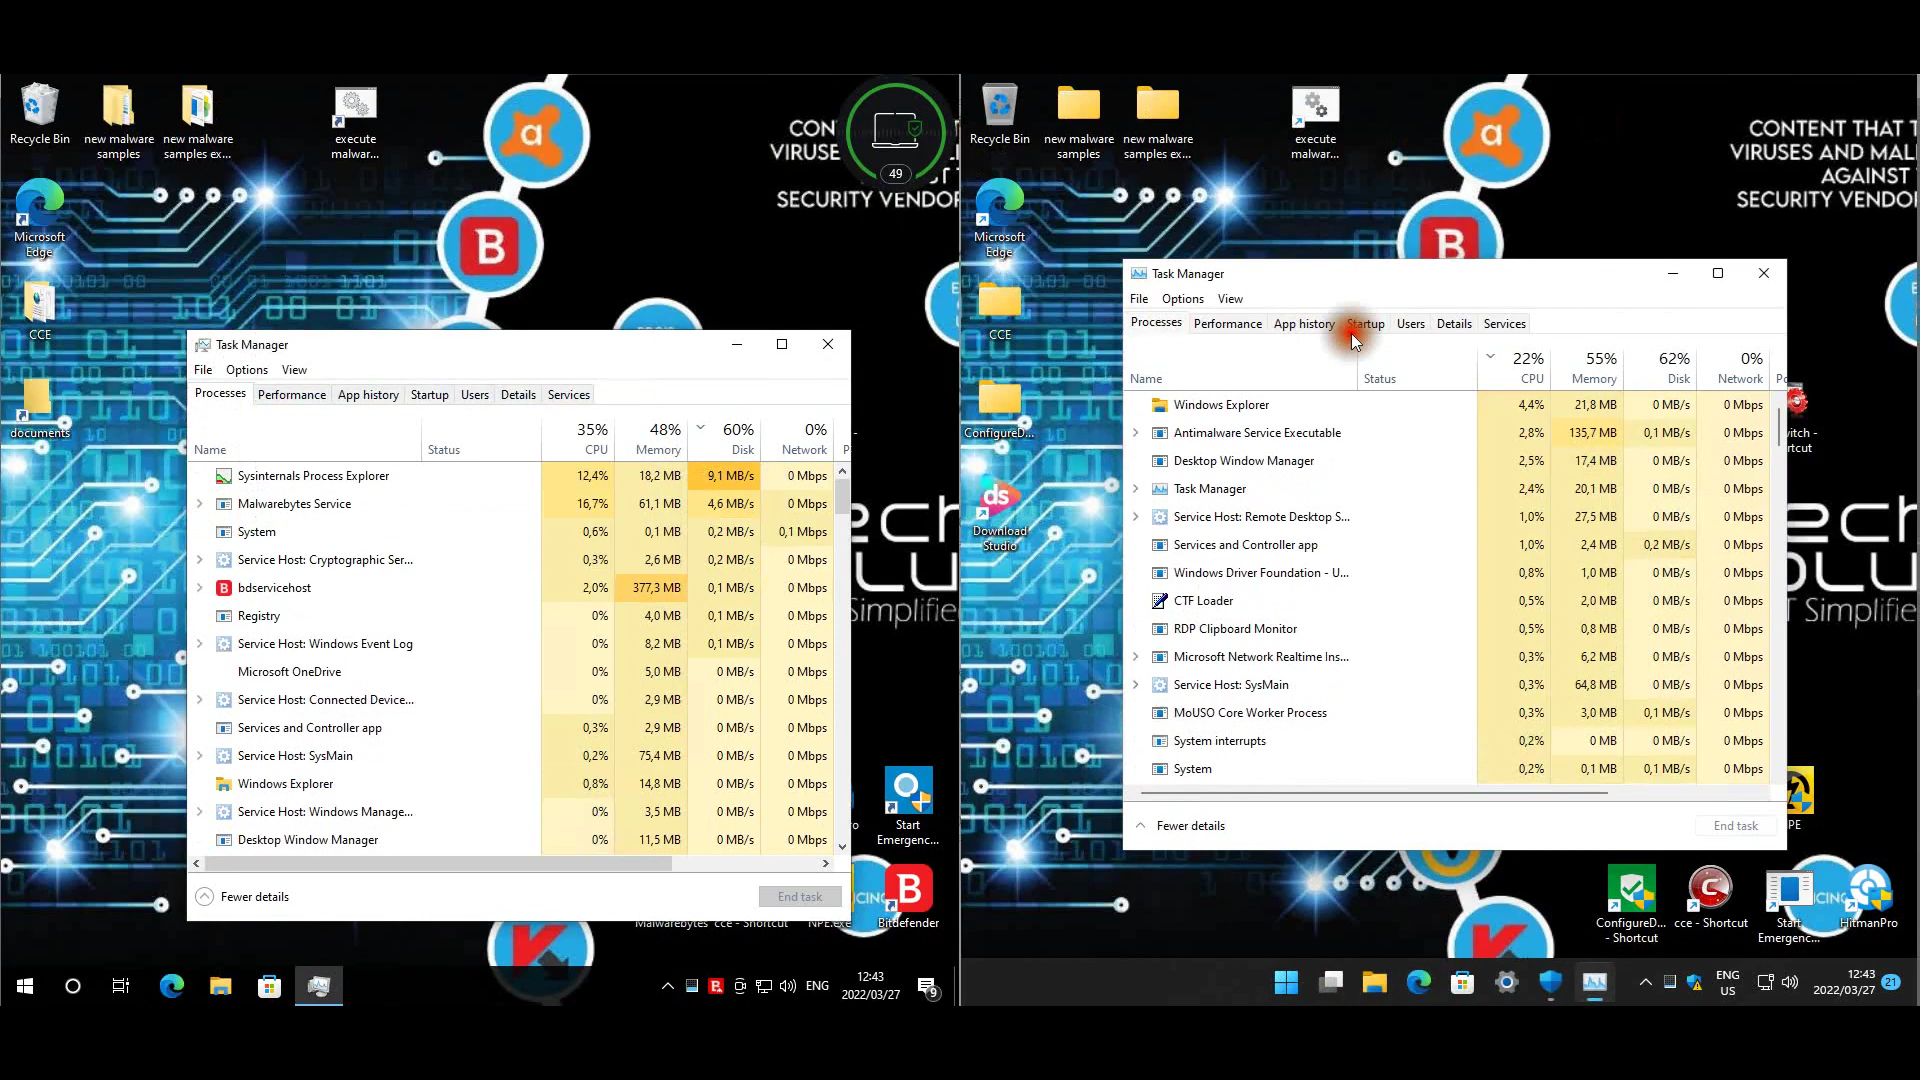 Recycle Bin
new malware samples
new malware samples ex...
execute malwar...
49
VIRUSE
SECURITY VENDOR
Microsoft Edge
CCE
documents
Task Manager
File Options View
Processes Performance App history Startup Users Details Services
35% 48% 60% 0%
Name Status CPU Memory Disk Network
Sysinternals Process Explorer 12,4% 18,2 MB 9,1 MB/s 0 Mbps
Malwarebytes Service 16,7% 61,1 MB 4,6 MB/s 0 Mbps
System 0,6% 0,1 MB 0,2 MB/s 0,1 Mbps
Service Host: Cryptographic Ser... 0,3% 2,6 MB 0,2 MB/s 0 Mbps
bdservicehost 2,0% 377,3 MB 0,1 MB/s 0 Mbps
Registry 0% 4,0 MB 0,1 MB/s 0 Mbps
Service Host: Windows Event Log 0% 8,2 MB 0,1 MB/s 0 Mbps
Microsoft OneDrive 0% 5,0 MB 0 MB/s 0 Mbps
Service Host: Connected Device... 0% 2,9 MB 0 MB/s 0 Mbps
Services and Controller app 0,3% 2,9 MB 0 MB/s 0 Mbps
Service Host: SysMain 0,2% 75,4 MB 0 MB/s 0 Mbps
Windows Explorer 0,8% 14,8 MB 0 MB/s 0 Mbps
Service Host: Windows Manage... 0% 3,5 MB 0 MB/s 0 Mbps
Desktop Window Manager 0% 11,5 MB 0 MB/s 0 Mbps
Fewer details End task
Start Emergenc...
Malwarebytes cce - Shortcut NPE.exe Bitdefender
ENG
12:43
2022/03/27
9
Recycle Bin
new malware samples
new malware samples ex...
execute malwar...
CONTENT THAT T
VIRUSES AND MAL
AGAINST
SECURITY VENDOR
Microsoft Edge
CCE
ConfigureD...
Download Studio
Task Manager
File Options View
Processes Performance App history Startup Users Details Services
22% 55% 62% 0%
Name Status CPU Memory Disk Network
Windows Explorer 4,4% 21,8 MB 0 MB/s 0 Mbps
Antimalware Service Executable 2,8% 135,7 MB 0,1 MB/s 0 Mbps
Desktop Window Manager 2,5% 17,4 MB 0 MB/s 0 Mbps
Task Manager 2,4% 20,1 MB 0 MB/s 0 Mbps
Service Host: Remote Desktop S... 1,0% 27,5 MB 0 MB/s 0 Mbps
Services and Controller app 1,0% 2,4 MB 0,2 MB/s 0 Mbps
Windows Driver Foundation - U... 0,8% 1,0 MB 0 MB/s 0 Mbps
CTF Loader 0,5% 2,0 MB 0 MB/s 0 Mbps
RDP Clipboard Monitor 0,5% 0,8 MB 0 MB/s 0 Mbps
Microsoft Network Realtime Ins... 0,3% 6,2 MB 0 MB/s 0 Mbps
Service Host: SysMain 0,3% 64,8 MB 0 MB/s 0 Mbps
MoUSO Core Worker Process 0,3% 3,0 MB 0,1 MB/s 0 Mbps
System interrupts 0,2% 0 MB 0 MB/s 0 Mbps
System 0,2% 0,1 MB 0,1 MB/s 0 Mbps
Fewer details End task
ConfigureD... - Shortcut
cce - Shortcut
Start Emergenc...
HitmanPro
ENG US
12:43
2022/03/27
21